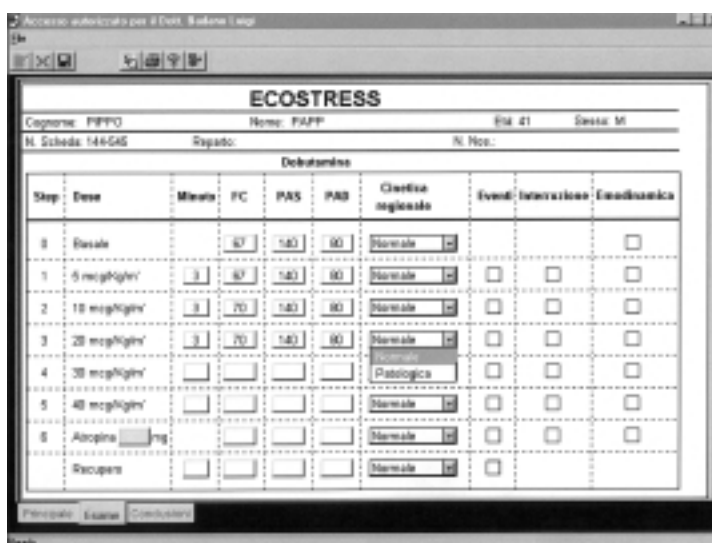 Accesso autorizzato per il Dott. Badano Luigi
File
ECOSTRESS
Cognome: PIPPO Nome: PAPP Età: 41 Sesso: M
N. Scheda: 144-545 Reparto: N. Nos.:
Dobutamina
Step Dose Minuto FC PAS PAD Cinetica regionale Eventi Interruzione Emodinamica
0 Basale 67 140 80 Normale
1 5 mcg/Kg/m' 3 67 140 80 Normale
2 10 mcg/Kg/m' 3 70 140 80 Normale
3 20 mcg/Kg/m' 3 70 140 80 Normale
Normale
4 30 mcg/Kg/m' Patologica
5 40 mcg/Kg/m' Normale
6 Atropina mg Normale
Recupero Normale
Principale Esame Conclusioni